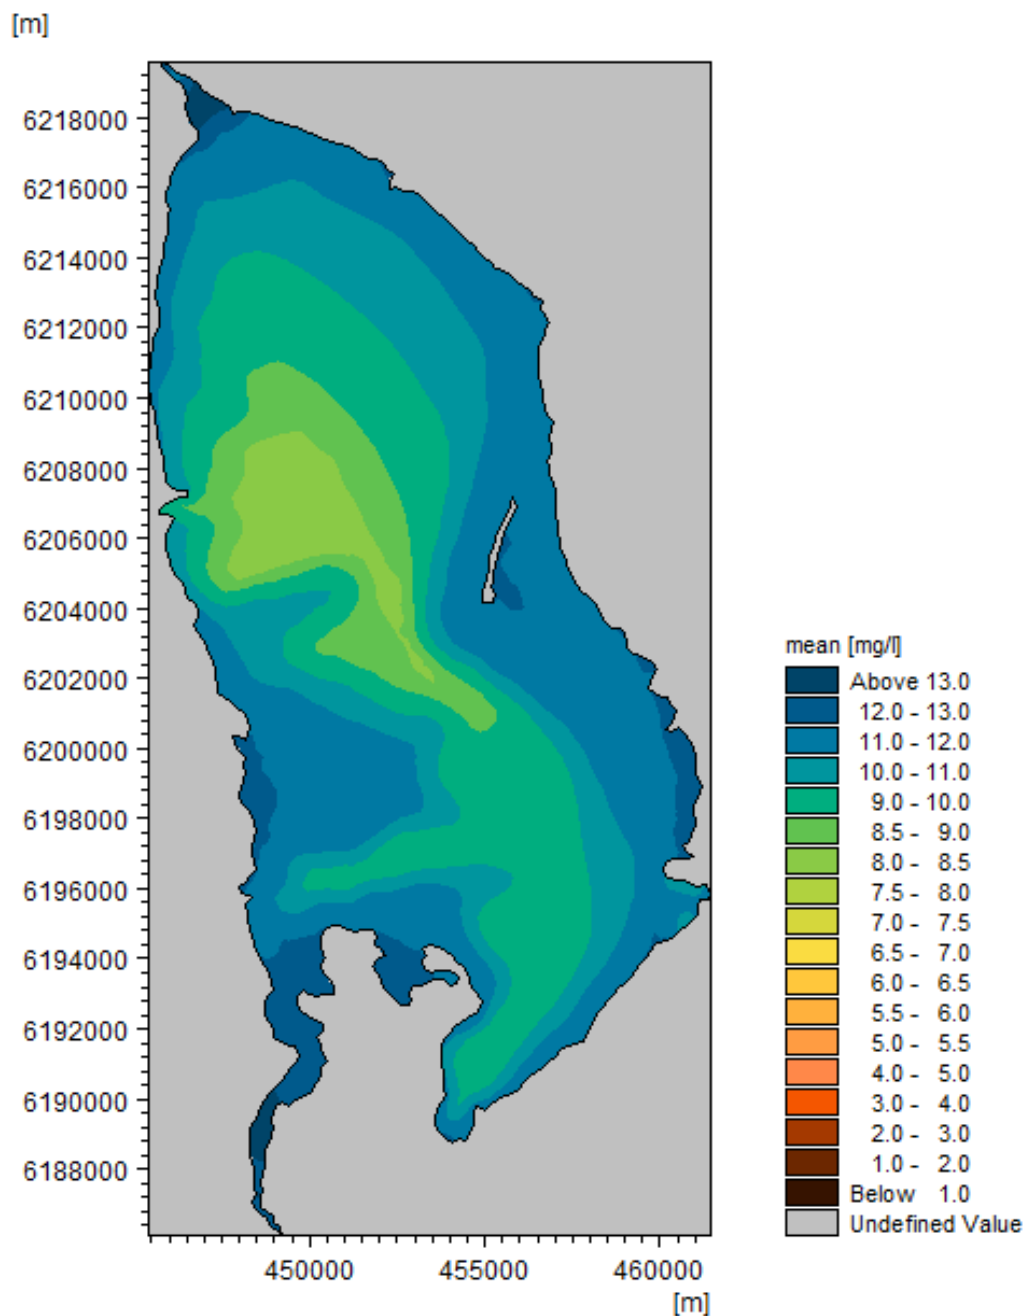 [m]
6218000
6216000
6214000
6212000
6210000
6208000
6206000
6204000
6202000
6200000
6198000
6196000
6194000
6192000
6190000
6188000
450000 455000 460000
[m]
mean [mg/l]
Above 13.0
12.0 - 13.0
11.0 - 12.0
10.0 - 11.0
9.0 - 10.0
8.5 - 9.0
8.0 - 8.5
7.5 - 8.0
7.0 - 7.5
6.5 - 7.0
6.0 - 6.5
5.5 - 6.0
5.0 - 5.5
4.0 - 5.0
3.0 - 4.0
2.0 - 3.0
1.0 - 2.0
Below 1.0
Undefined Value